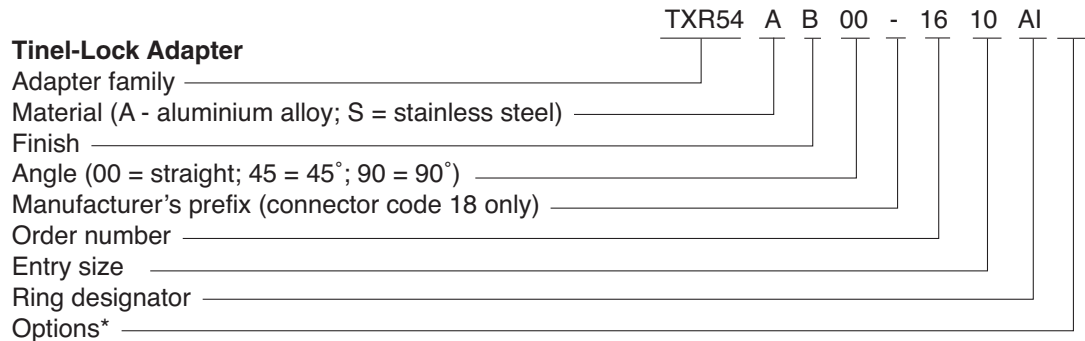 TXR54 A B 00 - 16 10 AI
Tinel-Lock Adapter
Adapter family
Material (A - aluminium alloy; S = stainless steel)
Finish
Angle (00 = straight; 45 = 45˚; 90 = 90˚)
Manufacturer’s prefix (connector code 18 only)
Order number
Entry size
Ring designator
Options*